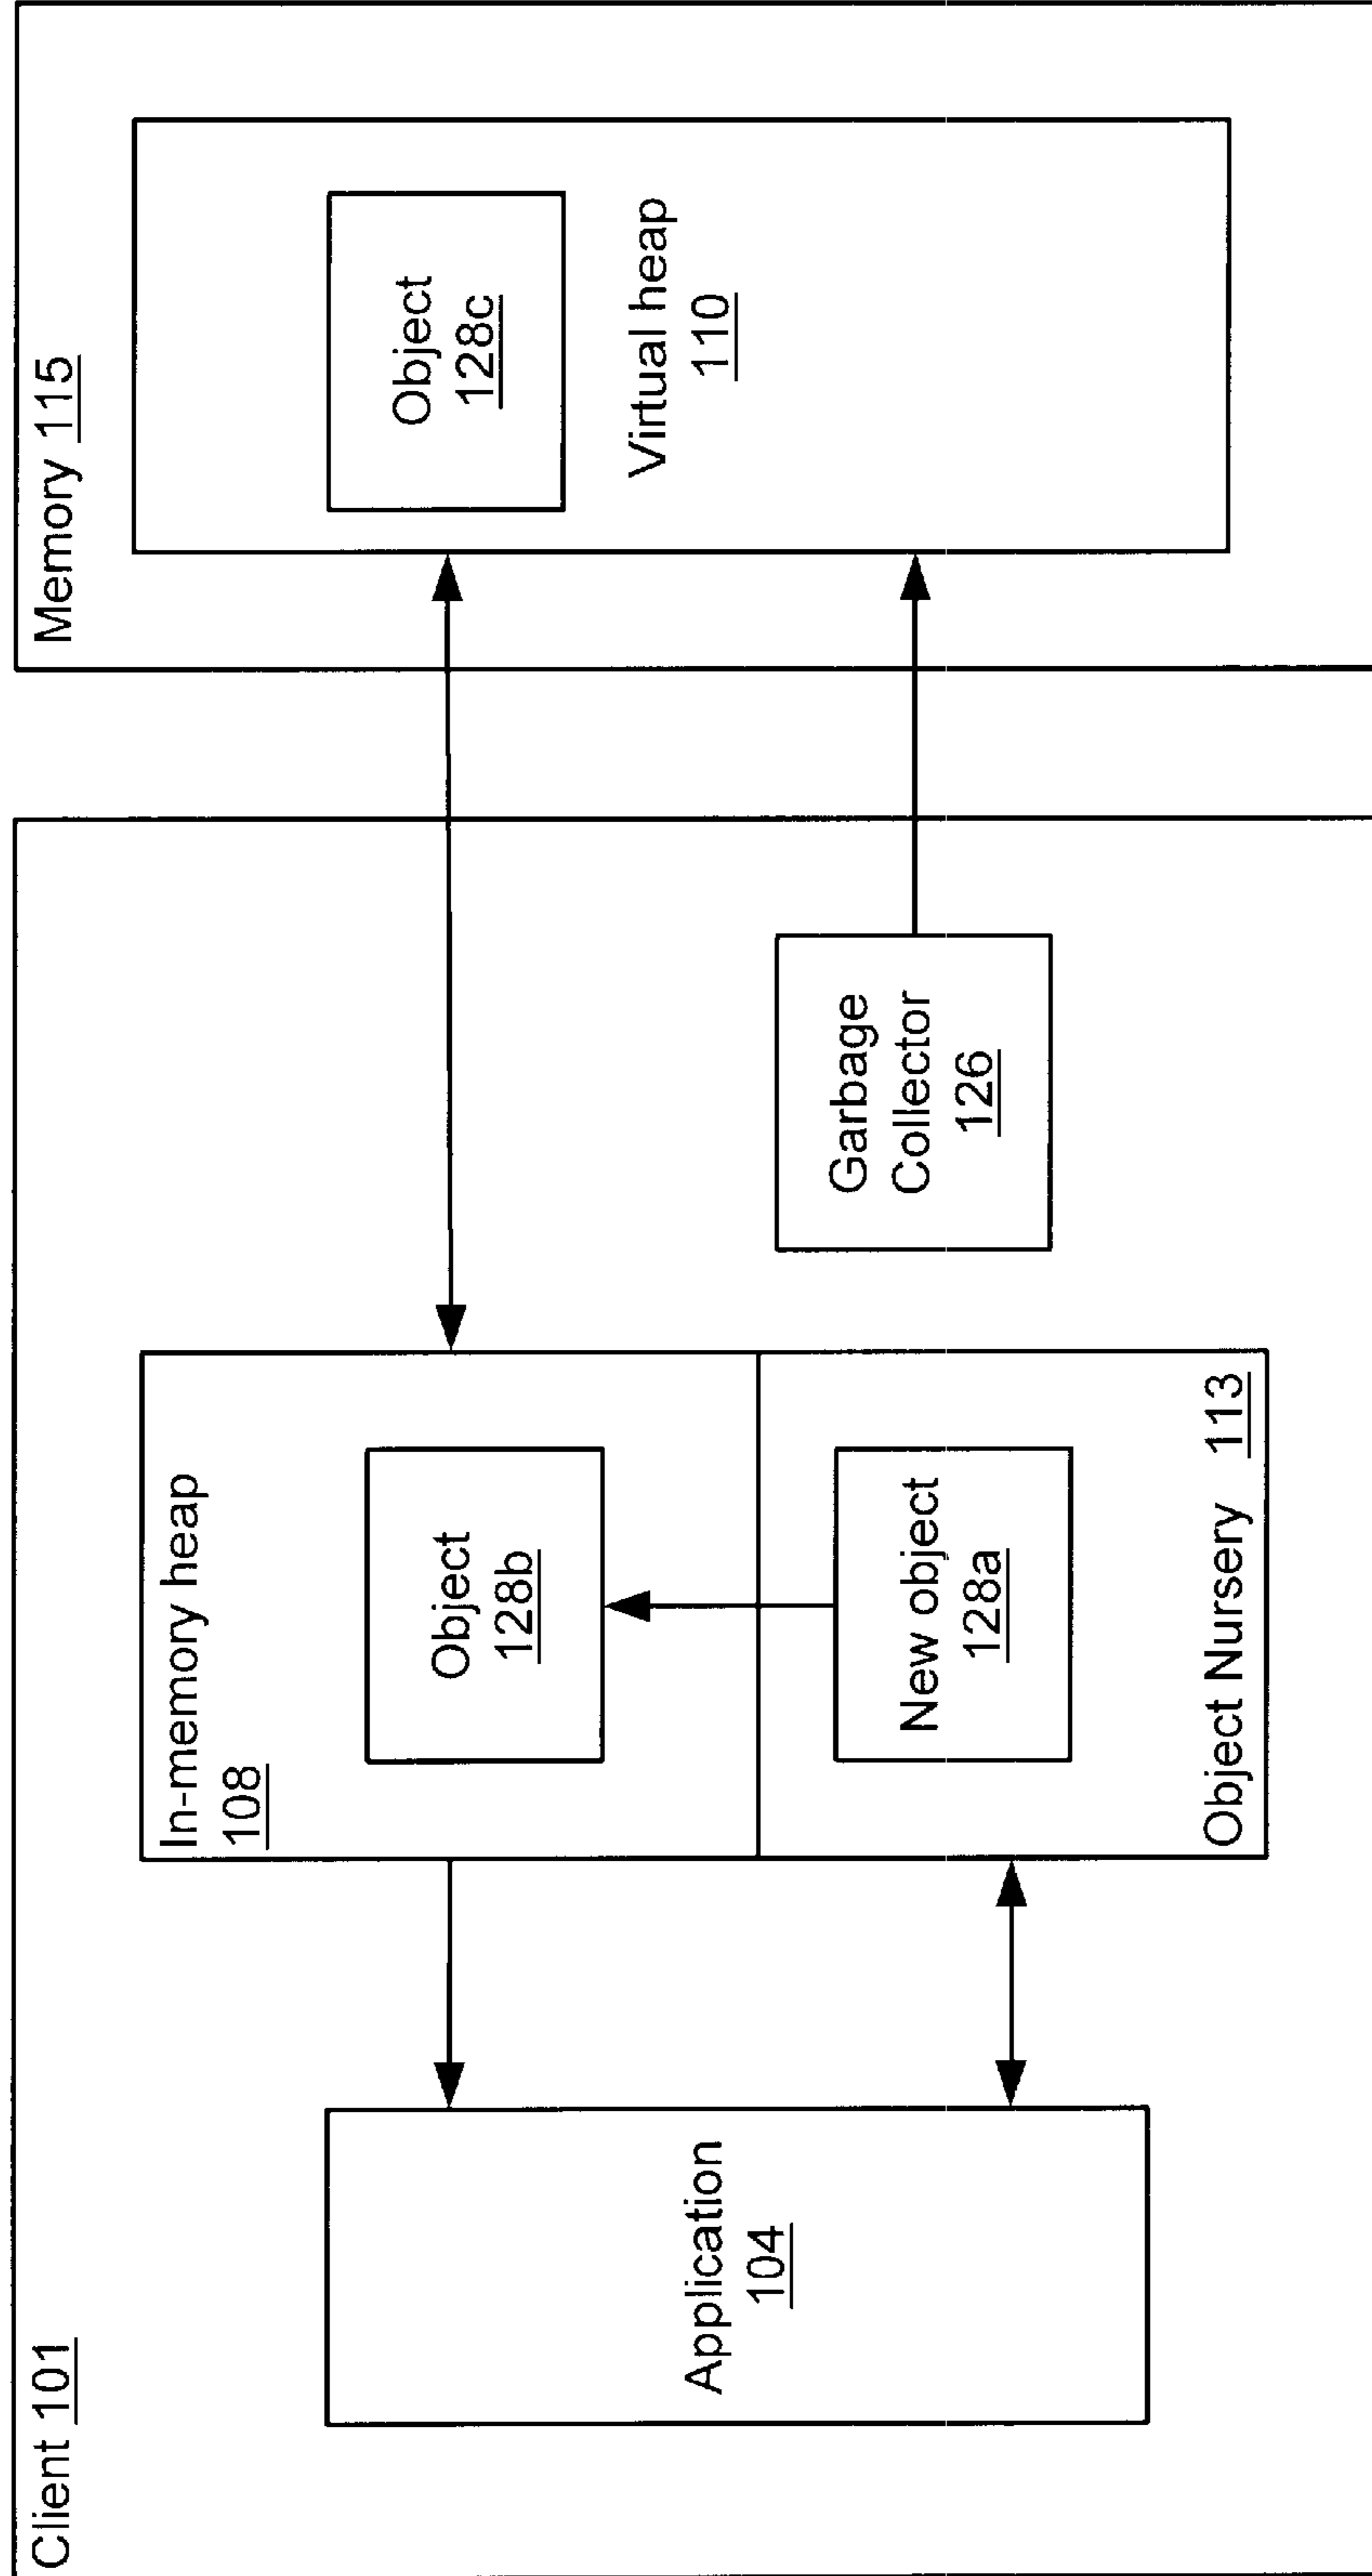 Client 101
Application
104
In-memory heap
108
Object
128b
New object
128a
Object Nursery 113
Garbage
Collector
126
Memory 115
Object
128c
Virtual heap
110